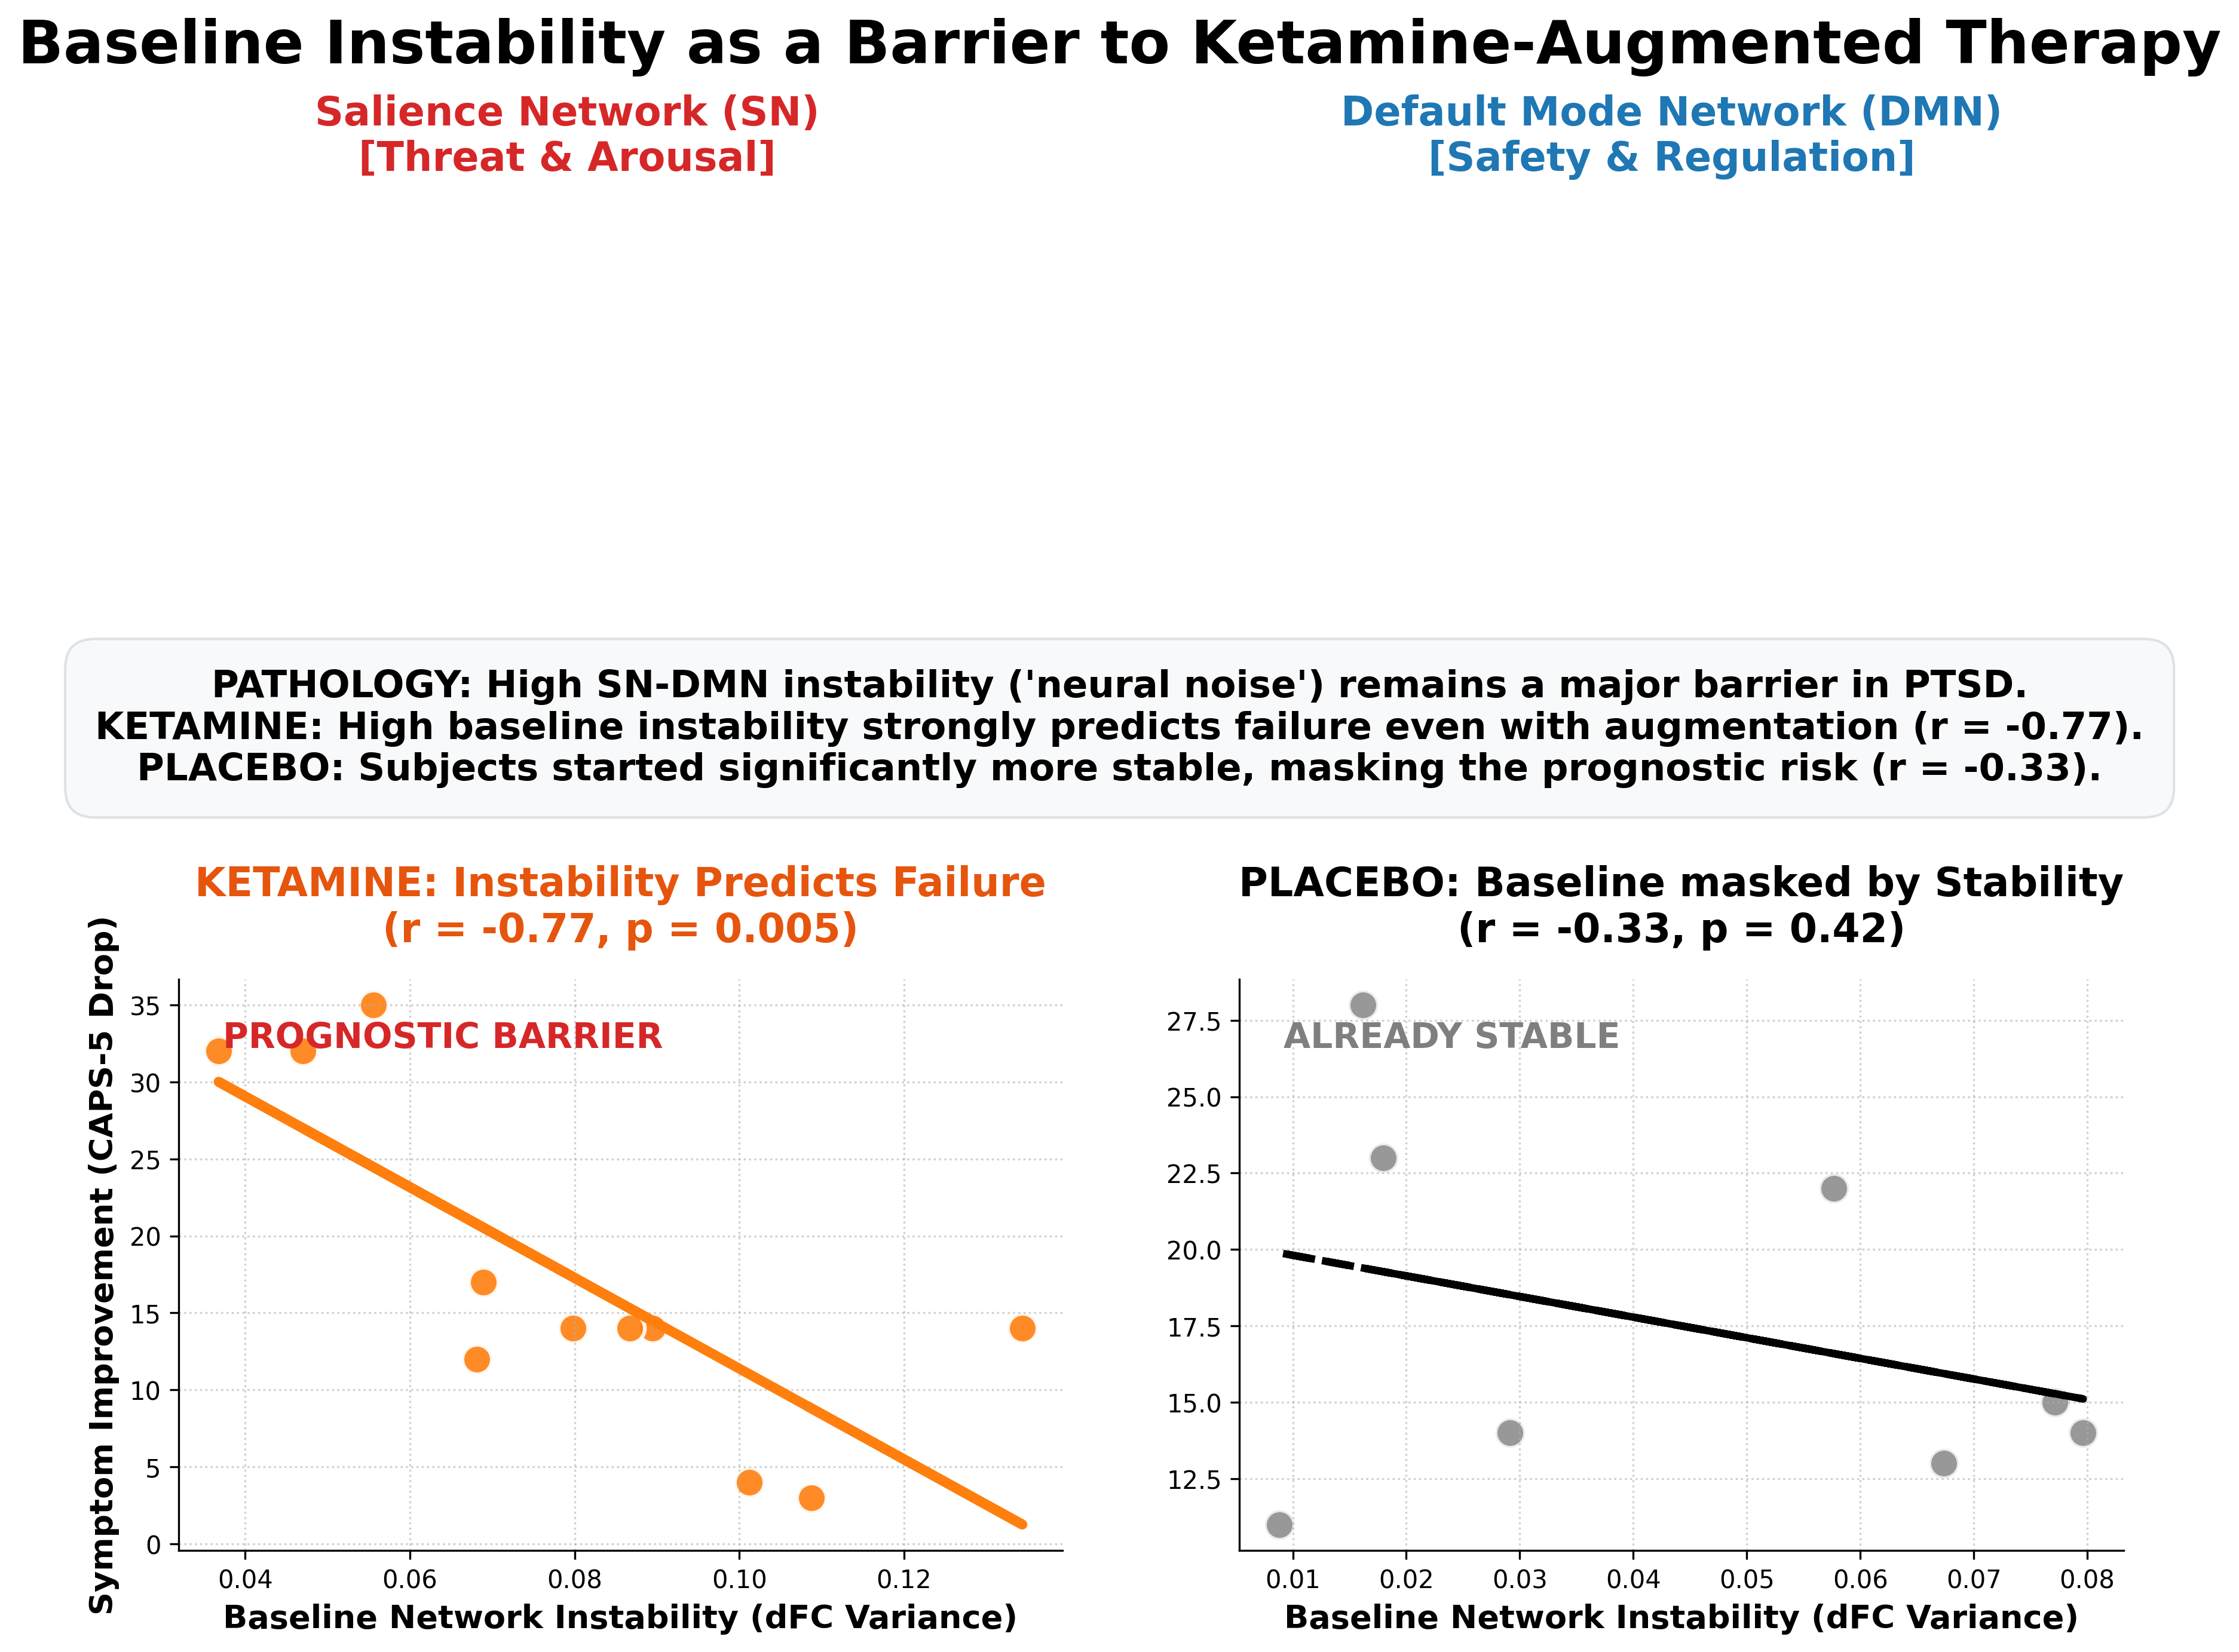 Baseline Instability as a Barrier to Ketamine-Augmented Therapy
Salience Network (SN)
[Threat & Arousal]
Default Mode Network (DMN)
[Safety & Regulation]
PATHOLOGY: High SN-DMN instability ('neural noise') remains a major barrier in PTSD.
KETAMINE: High baseline instability strongly predicts failure even with augmentation (r = -0.77).
PLACEBO: Subjects started significantly more stable, masking the prognostic risk (r = -0.33).
KETAMINE: Instability Predicts Failure
(r = -0.77, p = 0.005)
Symptom Improvement (CAPS-5 Drop)
35
30
25
20
15
10
5
0
PROGNOSTIC BARRIER
0.04
0.06
0.08
0.10
0.12
Baseline Network Instability (dFC Variance)
PLACEBO: Baseline masked by Stability
(r = -0.33, p = 0.42)
27.5
25.0
22.5
20.0
17.5
15.0
12.5
ALREADY STABLE
0.01
0.02
0.03
0.04
0.05
0.06
0.07
0.08
Baseline Network Instability (dFC Variance)